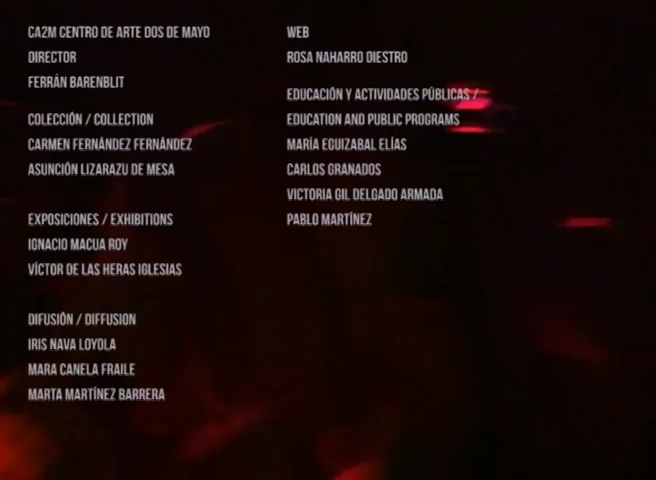 CA2M CENTRO DE ARTE DOS DE MAYO
DIRECTOR
FERRÁN BARENBLIT
COLECCIÓN / COLLECTION
CARMEN FERNÁNDEZ FERNÁNDEZ
ASUNCIÓN LIZARAZU DE MESA
EXPOSICIONES / EXHIBITIONS
IGNACIO MACUA ROY
VÍCTOR DE LAS HERAS IGLESIAS
DIFUSIÓN / DIFFUSION
IRIS NAVA LOYOLA
MARA CANELA FRAILE
MARTA MARTÍNEZ BARRERA
WEB
ROSA NAHARRO DIESTRO
EDUCACIÓN Y ACTIVIDADES PÚBLICAS /
EDUCATION AND PUBLIC PROGRAMS
MARÍA EGUIZABAL ELÍAS
CARLOS GRANADOS
VICTORIA GIL DELGADO ARMADA
PABLO MARTÍNEZ